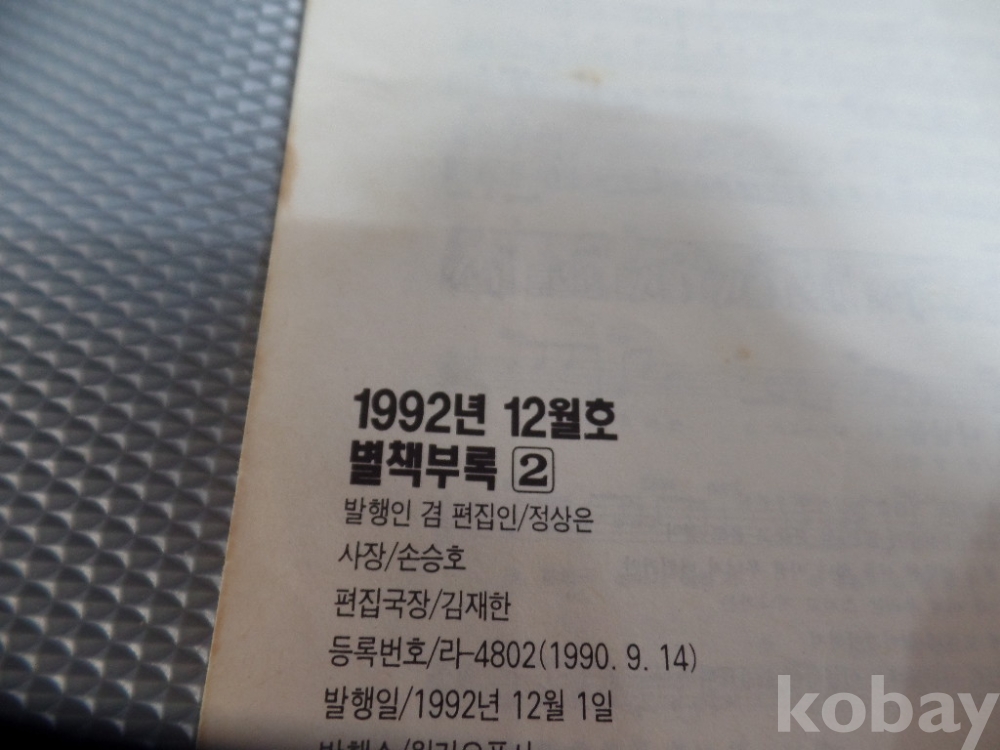 1992년 12월호
별책부록 2
발행인 겸 편집인/정상은
사장/손승호
편집국장/김재한
등록번호/라-4802(1990. 9. 14)
발행일/1992년 12월 1일
kobay